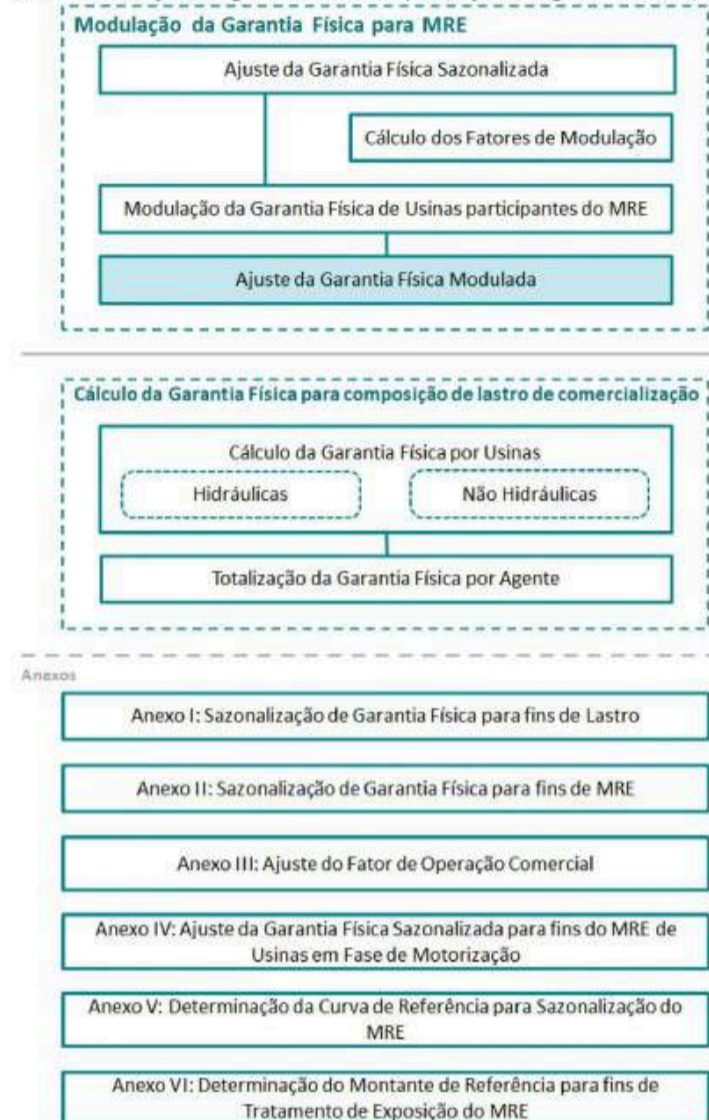 Modulação da Garantia Física para MRE
Ajuste da Garantia Física Sazonalizada
Cálculo dos Fatores de Modulação
Modulação da Garantia Física de Usinas participantes do MRE
Ajuste da Garantia Física Modulada
Cálculo da Garantia Física para composição de lastro de comercialização
Cálculo da Garantia Física por Usinas
Hidráulicas
Não Hidráulicas
Totalização da Garantia Física por Agente
Anexos
Anexo I: Sazonalização de Garantia Física para fins de Lastro
Anexo II: Sazonalização de Garantia Física para fins de MRE
Anexo III: Ajuste do Fator de Operação Comercial
Anexo IV: Ajuste da Garantia Física Sazonalizada para fins do MRE de
Usinas em Fase de Motorização
Anexo V: Determinação da Curva de Referência para Sazonalização do
MRE
Anexo VI: Determinação do Montante de Referência para fins de
Tratamento de Exposição do MRE